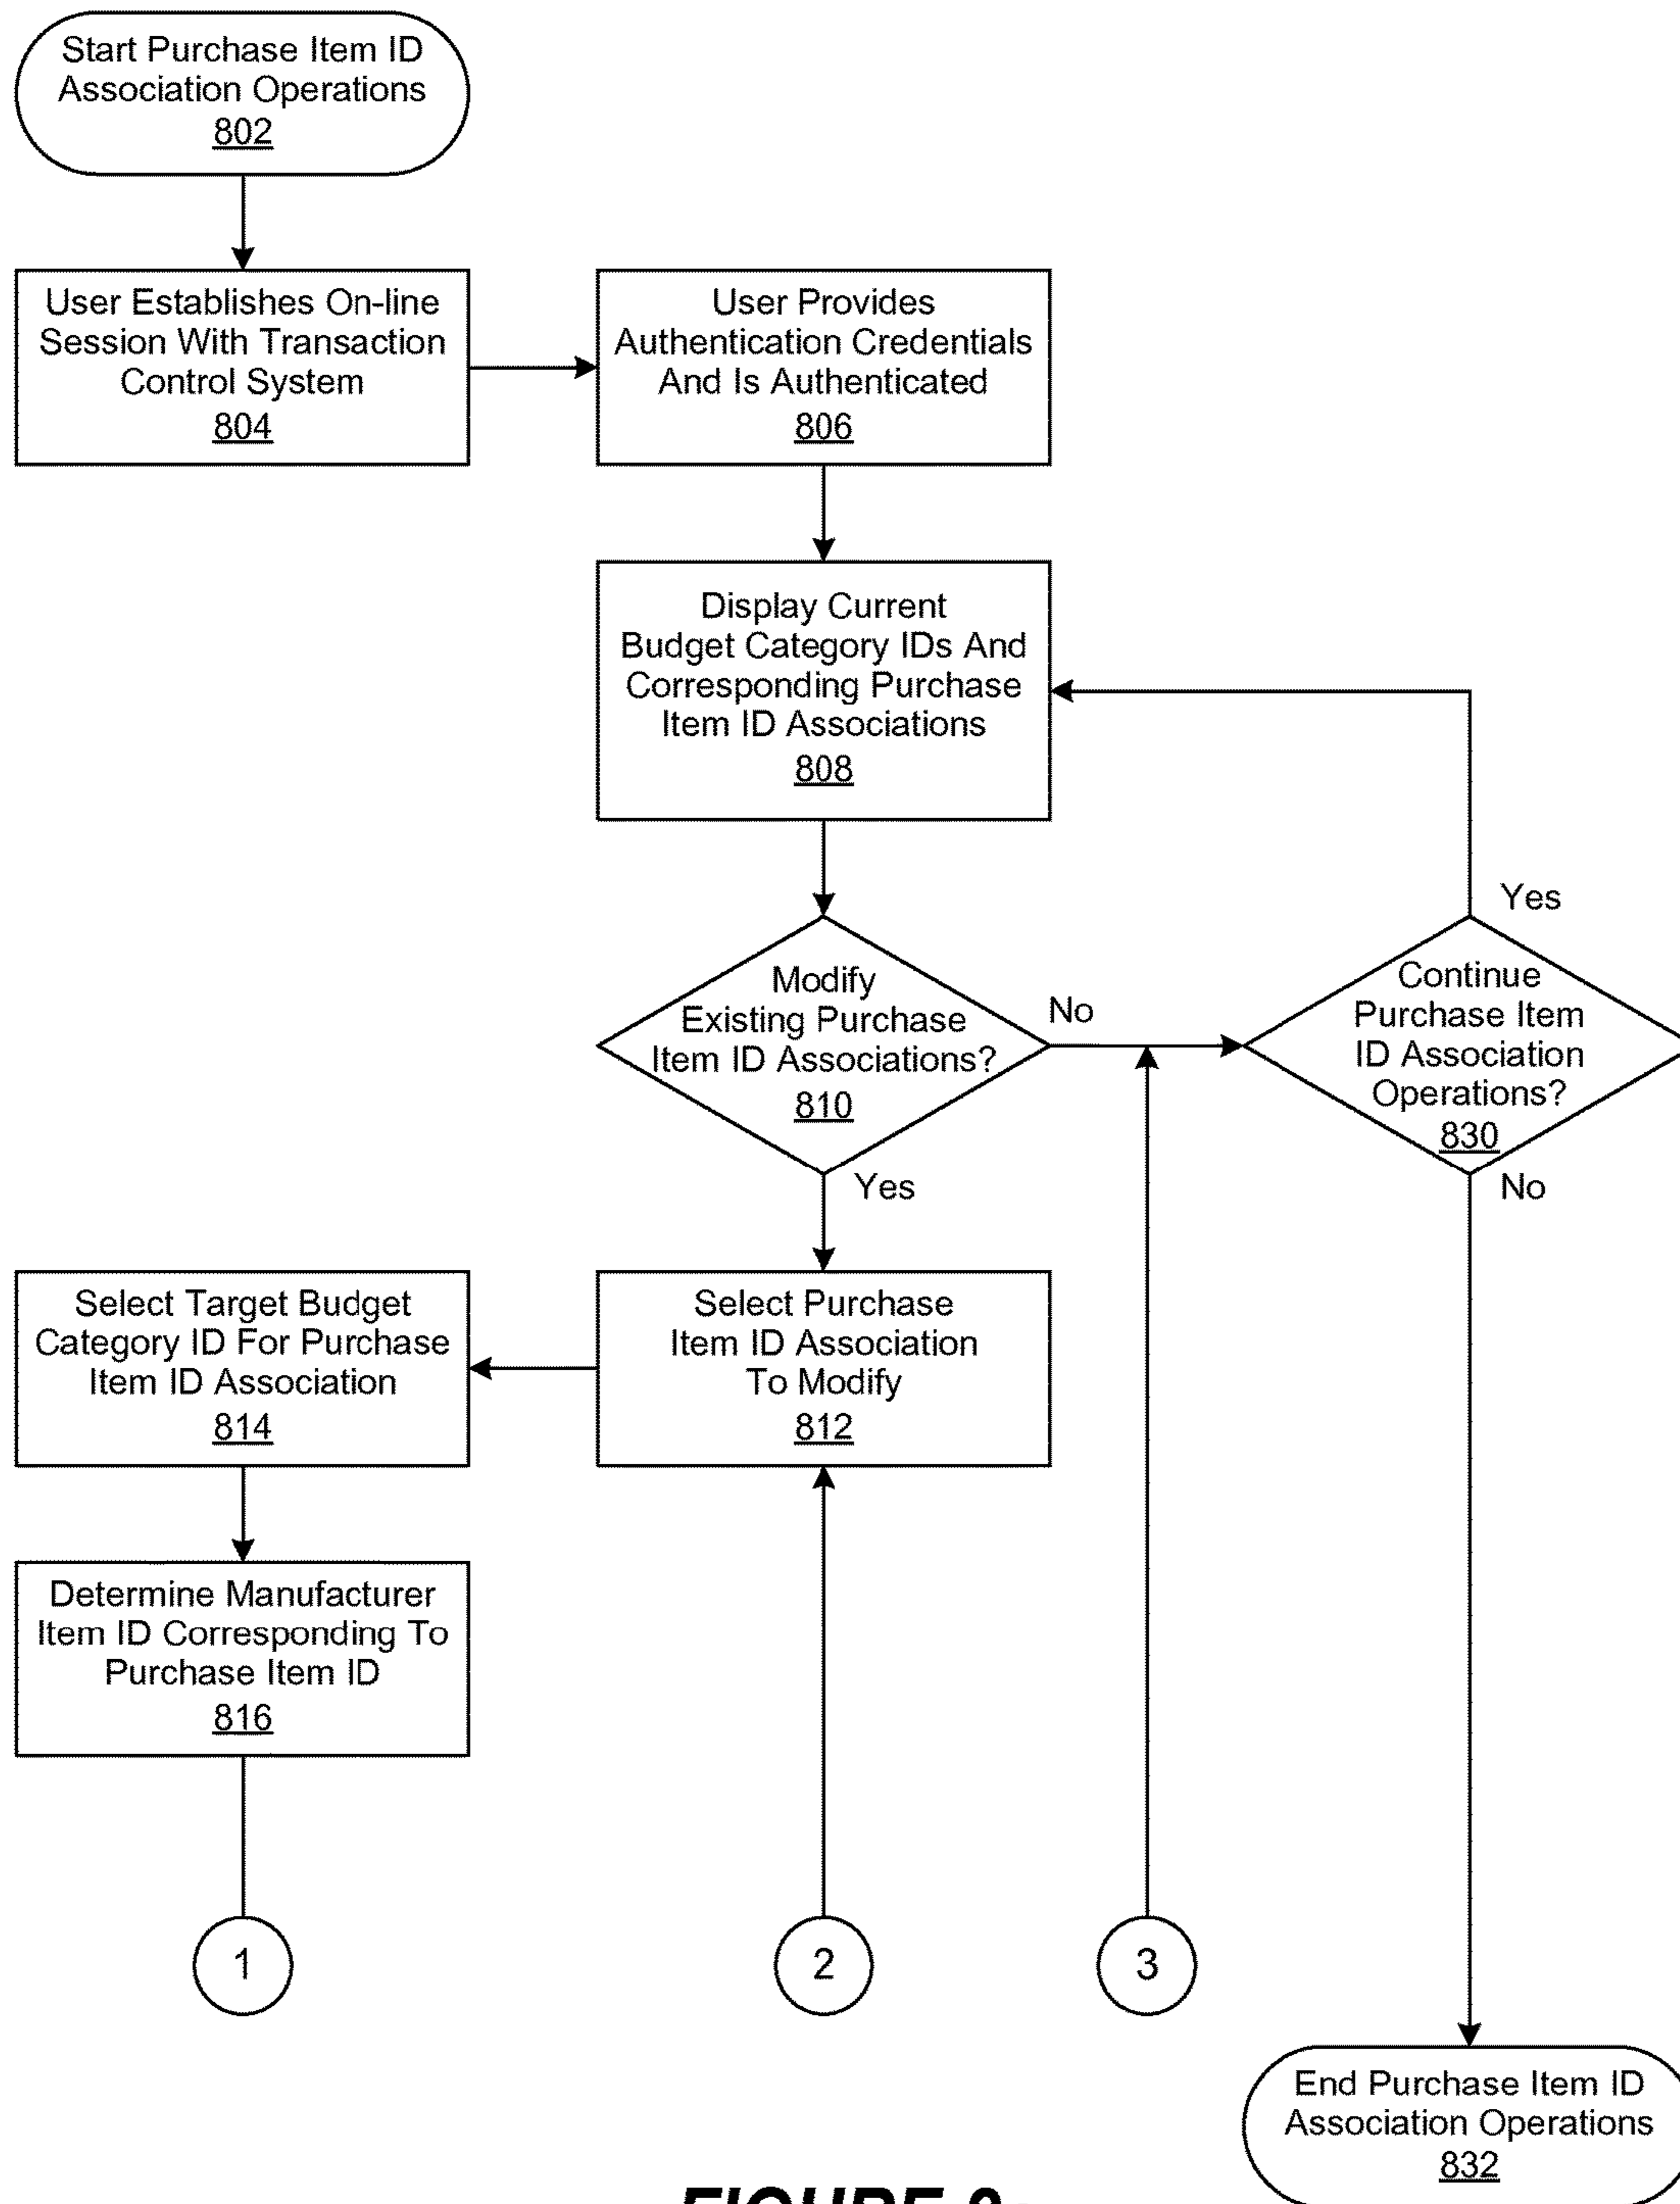 Start Purchase Item ID
Association Operations
802
User Establishes On-line
Session With Transaction
Control System
804
User Provides
Authentication Credentials
And Is Authenticated
806
Display Current
Budget Category IDs And
Corresponding Purchase
Item ID Associations
808
Modify
Existing Purchase
Item ID Associations?
810
No
Yes
Continue
Purchase Item
ID Association
Operations?
830
Yes
No
Select Purchase
Item ID Association
To Modify
812
Select Target Budget
Category ID For Purchase
Item ID Association
814
Determine Manufacturer
Item ID Corresponding To
Purchase Item ID
816
1
2
3
End Purchase Item ID
Association Operations
832
FIGURE